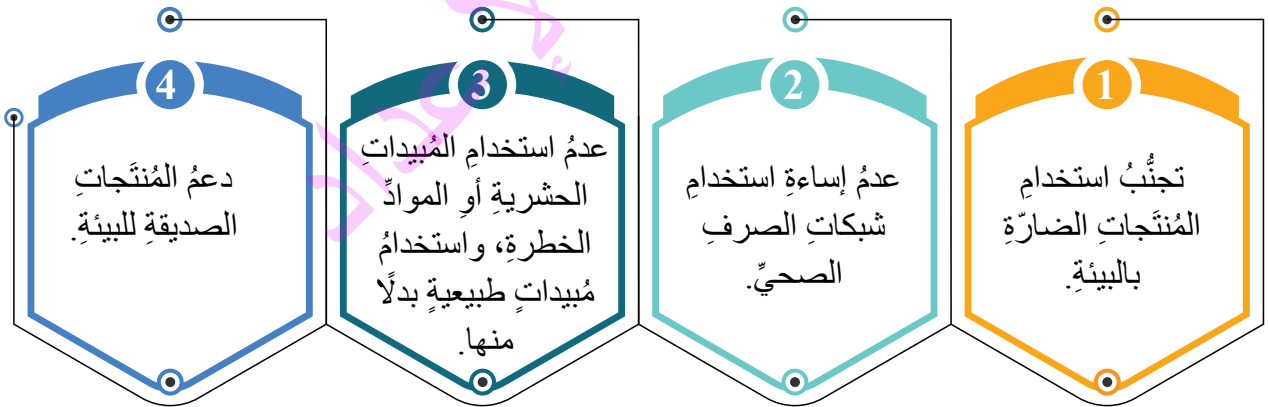 1
تجنُّبُ استخدامِ
المُنتَجاتِ الضارّةِ
بالبيئةِ.
2
عدمُ إساءةِ استخدامِ
شبكاتِ الصرفِ
الصحيِّ.
3
عدمُ استخدامِ المُبيداتِ
الحشريةِ أوِ الموادِّ
الخطرةِ، واستخدامُ
مُبيداتٍ طبيعيةٍ بدلًا
منها.
4
دعمُ المُنتَجاتِ
الصديقةِ للبيئةِ.